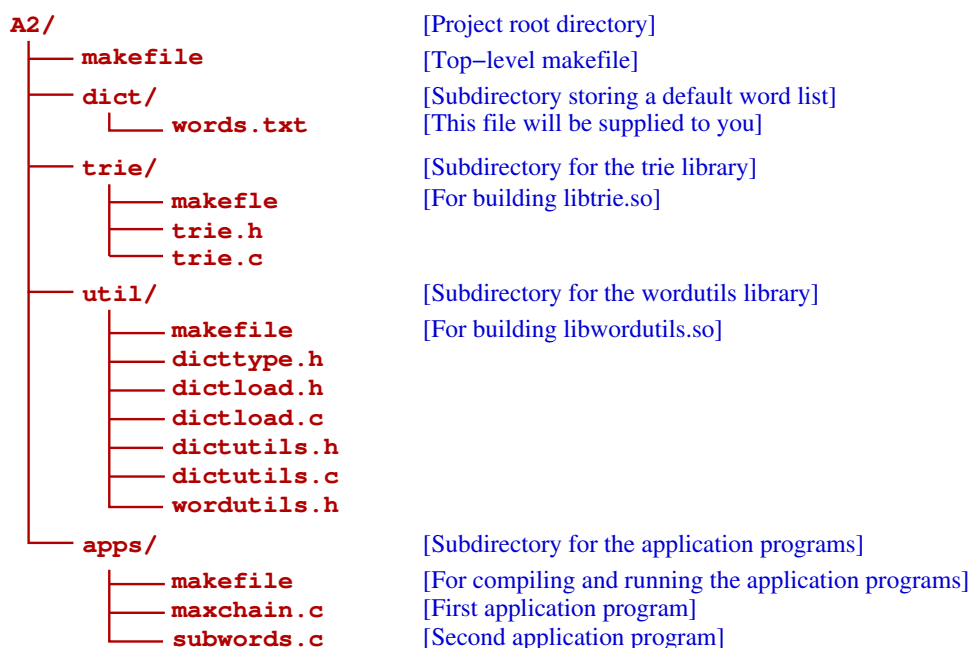 A2/ [Project root directory]
makefile [Top−level makefile]
dict/ [Subdirectory storing a default word list]
words.txt [This file will be supplied to you]
trie/ [Subdirectory for the trie library]
makefle [For building libtrie.so]
trie.h
trie.c
util/ [Subdirectory for the wordutils library]
makefile [For building libwordutils.so]
dicttype.h
dictload.h
dictload.c
dictutils.h
dictutils.c
wordutils.h
apps/ [Subdirectory for the application programs]
makefile [For compiling and running the application programs]
maxchain.c [First application program]
subwords.c [Second application program]